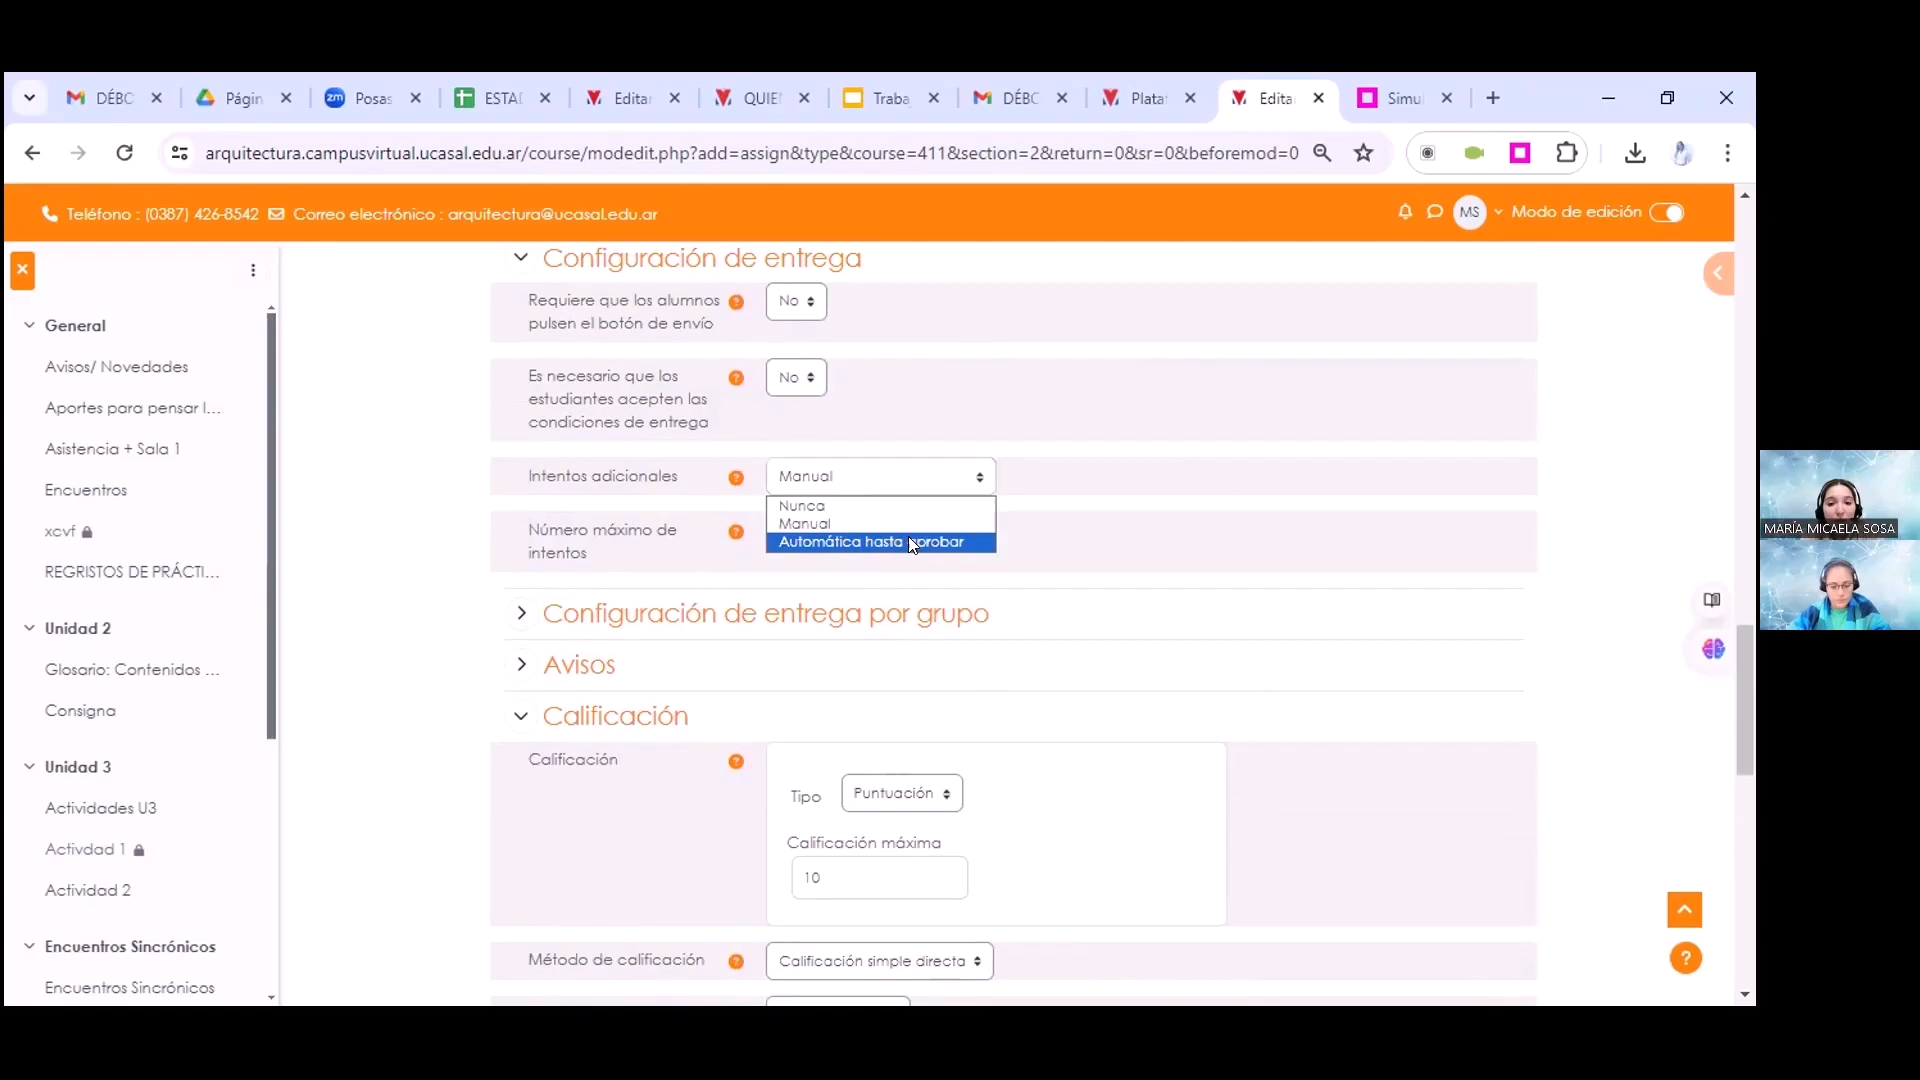 DÉBC
Págin
zm
Posas
ESTAD
Editar
QUIEN
Traba
DÉBC
Plata
Edita
Simu
arquitectura.campusvirtual.ucasal.edu.ar/course/modedit.php?add=assign&type&course=411&section=2&return=0&sr=0&beforemod=0
Teléfono : (0387) 426-8542
Correo electrónico : arquitectura@ucasal.edu.ar
MS
Modo de edición
General
Avisos/ Novedades
Aportes para pensar l...
Asistencia + Sala 1
Encuentros
xcvf
REGRISTOS DE PRÁCTI...
Unidad 2
Glosario: Contenidos ...
Consigna
Unidad 3
Actividades U3
Activdad 1
Actividad 2
Encuentros Sincrónicos
Encuentros Sincrónicos
Configuración de entrega
Requiere que los alumnos
pulsen el botón de envío
No
Es necesario que los
estudiantes acepten las
condiciones de entrega
No
Intentos adicionales
Manual
Nunca
Manual
Automática hasta aprobar
Número máximo de
intentos
Configuración de entrega por grupo
Avisos
Calificación
Calificación
Tipo
Puntuación
Calificación máxima
10
Método de calificación
Calificación simple directa
?
MARÍA MICAELA SOSA